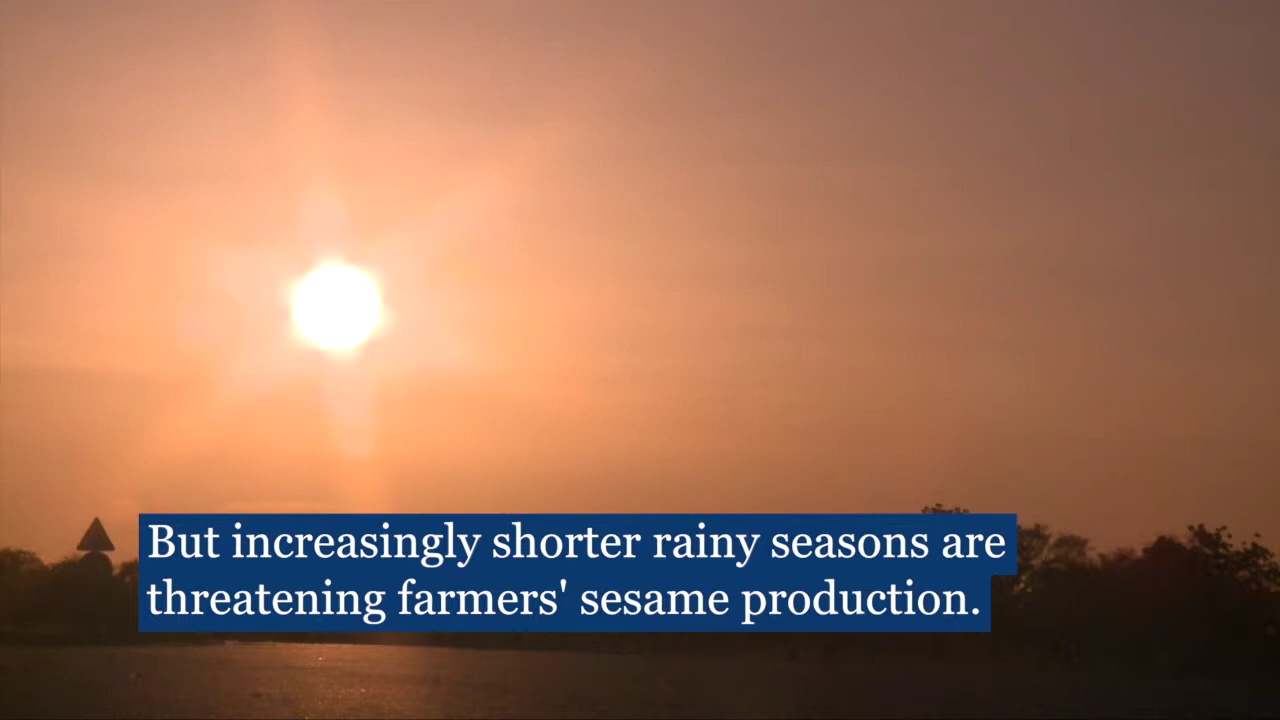 But increasingly shorter rainy seasons are
threatening farmers' sesame production.